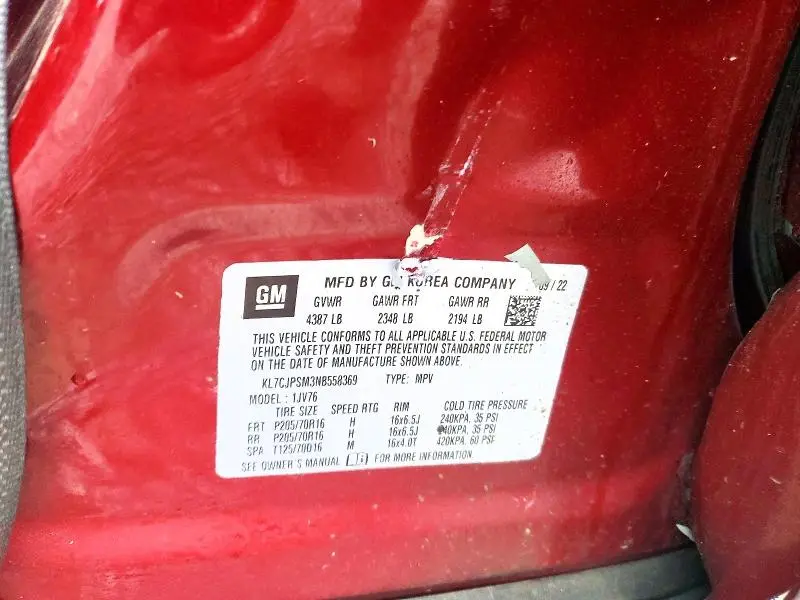 GM
MFD BY GM KOREA COMPANY 09/22
GVWR GAWR FRT GAWR RR
4387 LB 2348 LB 2194 LB
THIS VEHICLE CONFORMS TO ALL APPLICABLE U.S. FEDERAL MOTOR
VEHICLE SAFETY AND THEFT PREVENTION STANDARDS IN EFFECT
ON THE DATE OF MANUFACTURE SHOWN ABOVE.
KL7CJPSM3NB558369 TYPE: MPV
MODEL: 1JV76
TIRE SIZE SPEED RTG RIM COLD TIRE PRESSURE
FRT P205/70R16 H 16x6.5J 240KPA, 35 PSI
RR P205/70R16 H 16x6.5J 240KPA, 35 PSI
SPA T125/70D16 M 16x4.0T 420KPA, 60 PSI
SEE OWNER'S MANUAL FOR MORE INFORMATION